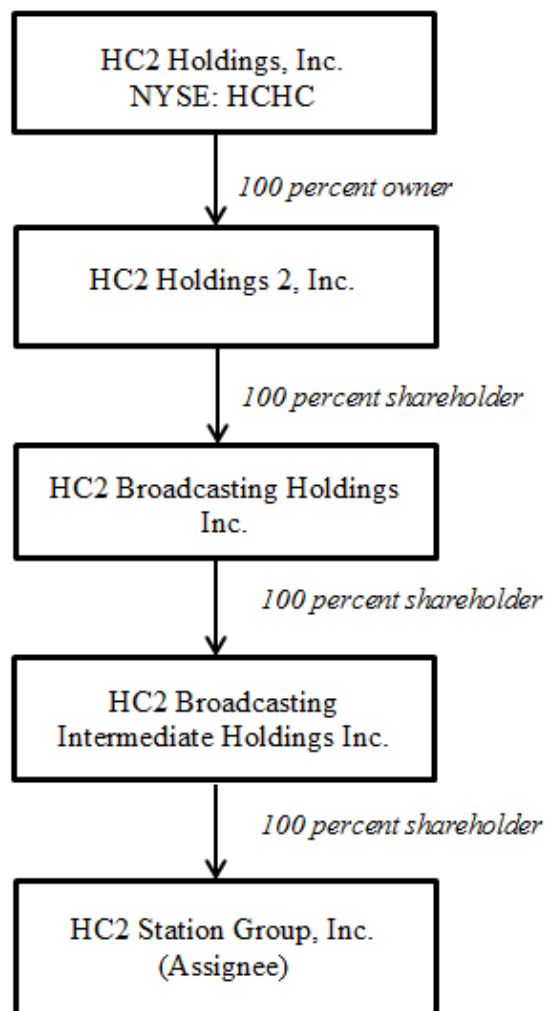 HC2 Holdings, Inc.
NYSE: HCHC
100 percent owner
HC2 Holdings 2, Inc.
100 percent shareholder
HC2 Broadcasting Holdings
Inc.
100 percent shareholder
HC2 Broadcasting
Intermediate Holdings Inc.
100 percent shareholder
HC2 Station Group, Inc.
(Assignee)